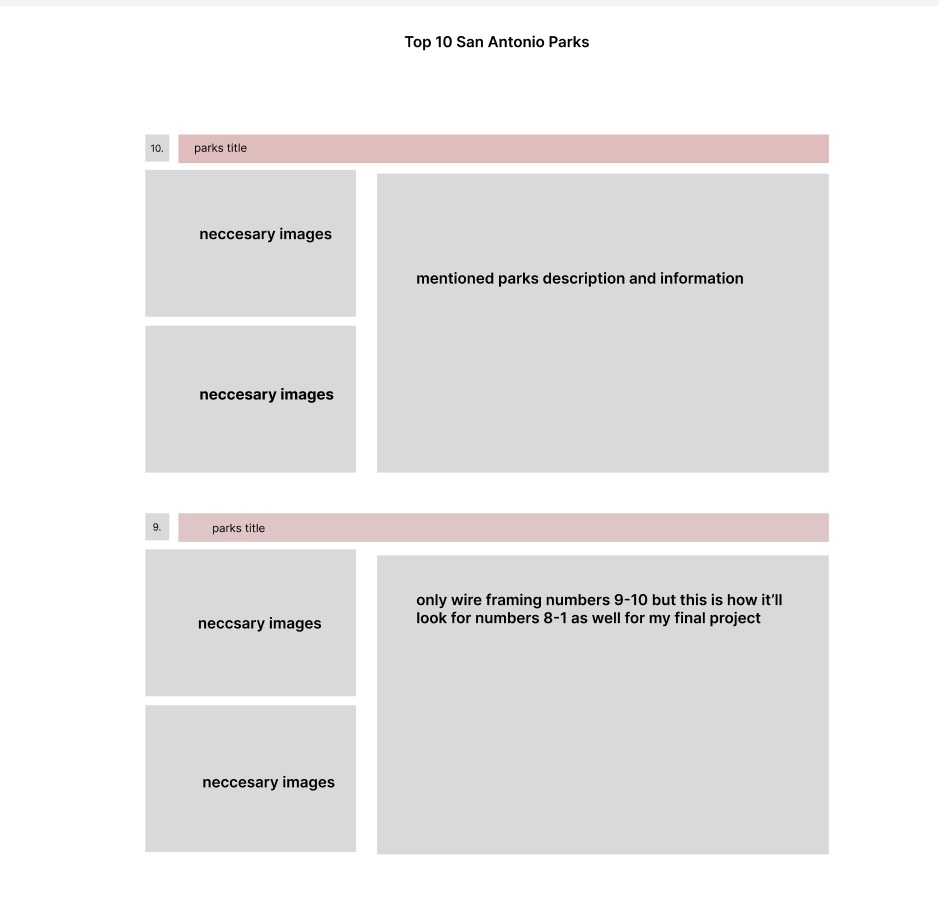 Top 10 San Antonio Parks
10.
parks title
neccesary images
mentioned parks description and information
neccesary images
9.
parks title
only wire framing numbers 9-10 but this is how it’ll
look for numbers 8-1 as well for my final project
neccsary images
neccesary images